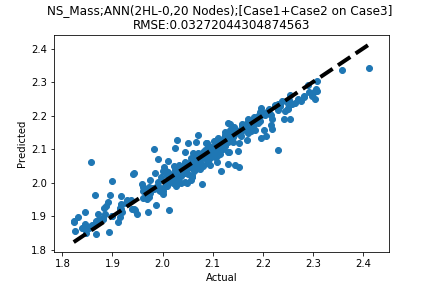 NS_Mass;ANN(2HL-0,20 Nodes);[Case1+Case2 on Case3]
RMSE:0.03272044304874563
2.4
2.3
2.2
2.1
2.0
1.9
1.8
Predicted
1.8 1.9 2.0 2.1 2.2 2.3 2.4
Actual